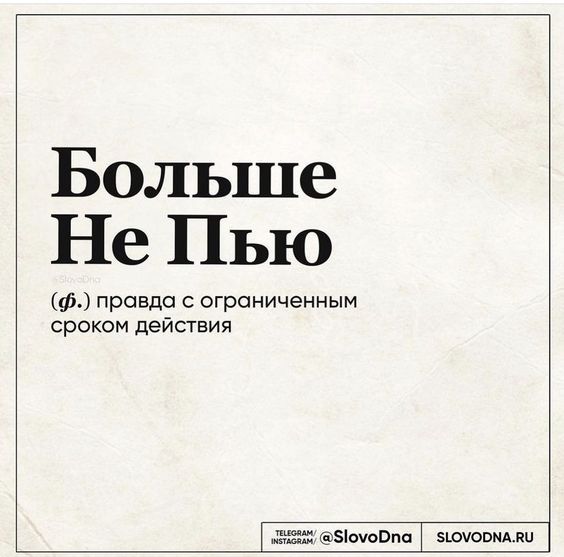 Больше
Не Пью
@SlovoDna
(ф.) правда с ограниченным
сроком действия
TELEGRAM/
INSTAGRAM/ @SlovoDna
SLOVODNA.RU